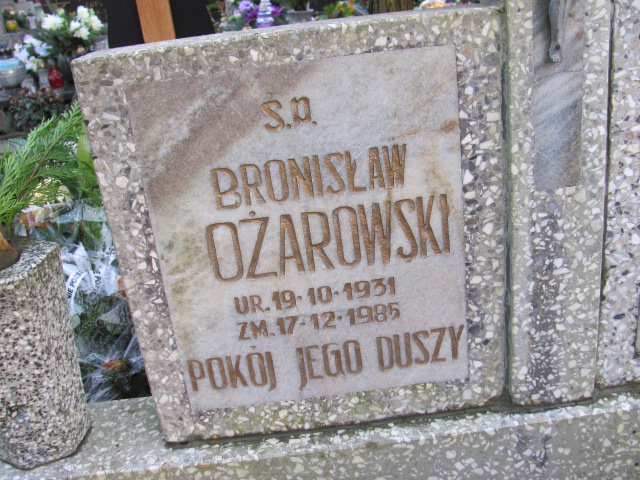 Ś.P.
BRONISŁAW
OŻAROWSKI
UR. 19·10·1931
ZM. 17·12·1985
POKÓJ JEGO DUSZY